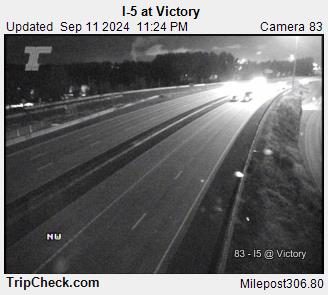 I-5 at Victory
Updated Sep 11 2024 11:24 PM Camera 83
T
NW
83 - I5 @ Victory
TripCheck.com Milepost306.80